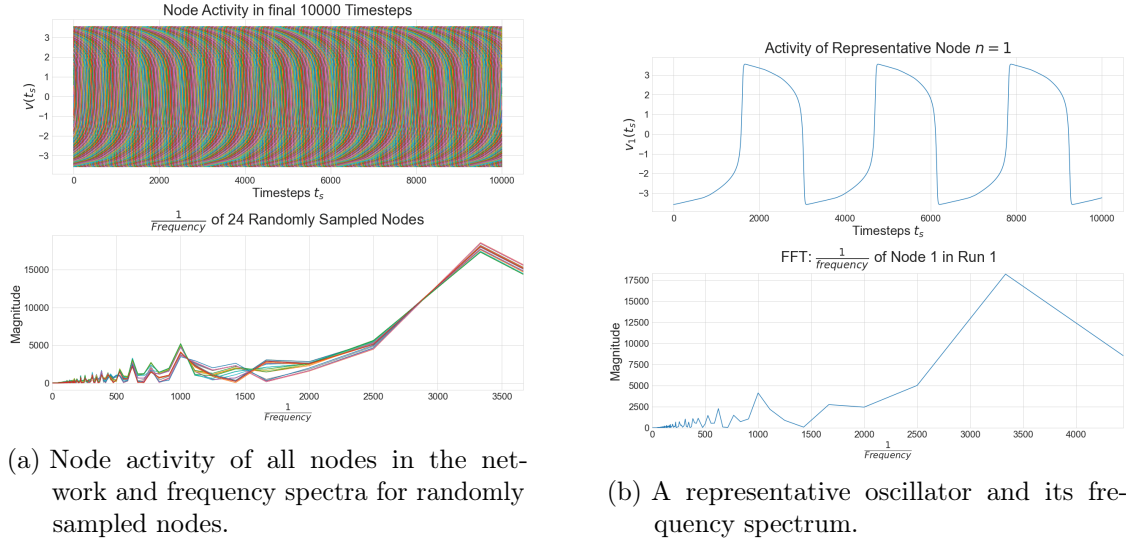 Node Activity in final 10000 Timesteps
v(t_s)
3
2
1
0
−1
−2
−3
0 2000 4000 6000 8000 10000
Timesteps t_s
1/Frequency of 24 Randomly Sampled Nodes
Magnitude
15000
10000
5000
0
0 500 1000 1500 2000 2500 3000 3500
1/Frequency
(a) Node activity of all nodes in the net-
work and frequency spectra for randomly
sampled nodes.
Activity of Representative Node n = 1
v_1(t_s)
3
2
1
0
−1
−2
−3
0 2000 4000 6000 8000 10000
Timesteps t_s
FFT: 1/frequency of Node 1 in Run 1
Magnitude
17500
15000
12500
10000
7500
5000
2500
0
0 500 1000 1500 2000 2500 3000 3500 4000
1/Frequency
(b) A representative oscillator and its fre-
quency spectrum.